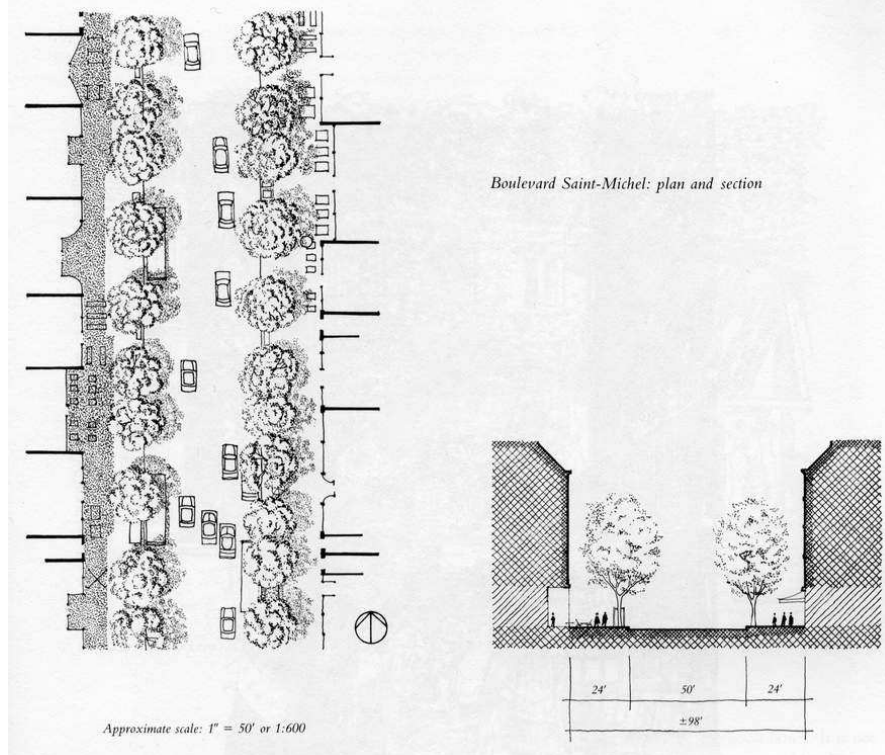 Boulevard Saint-Michel: plan and section
24' 50' 24'
±98'
Approximate scale: 1" = 50' or 1:600